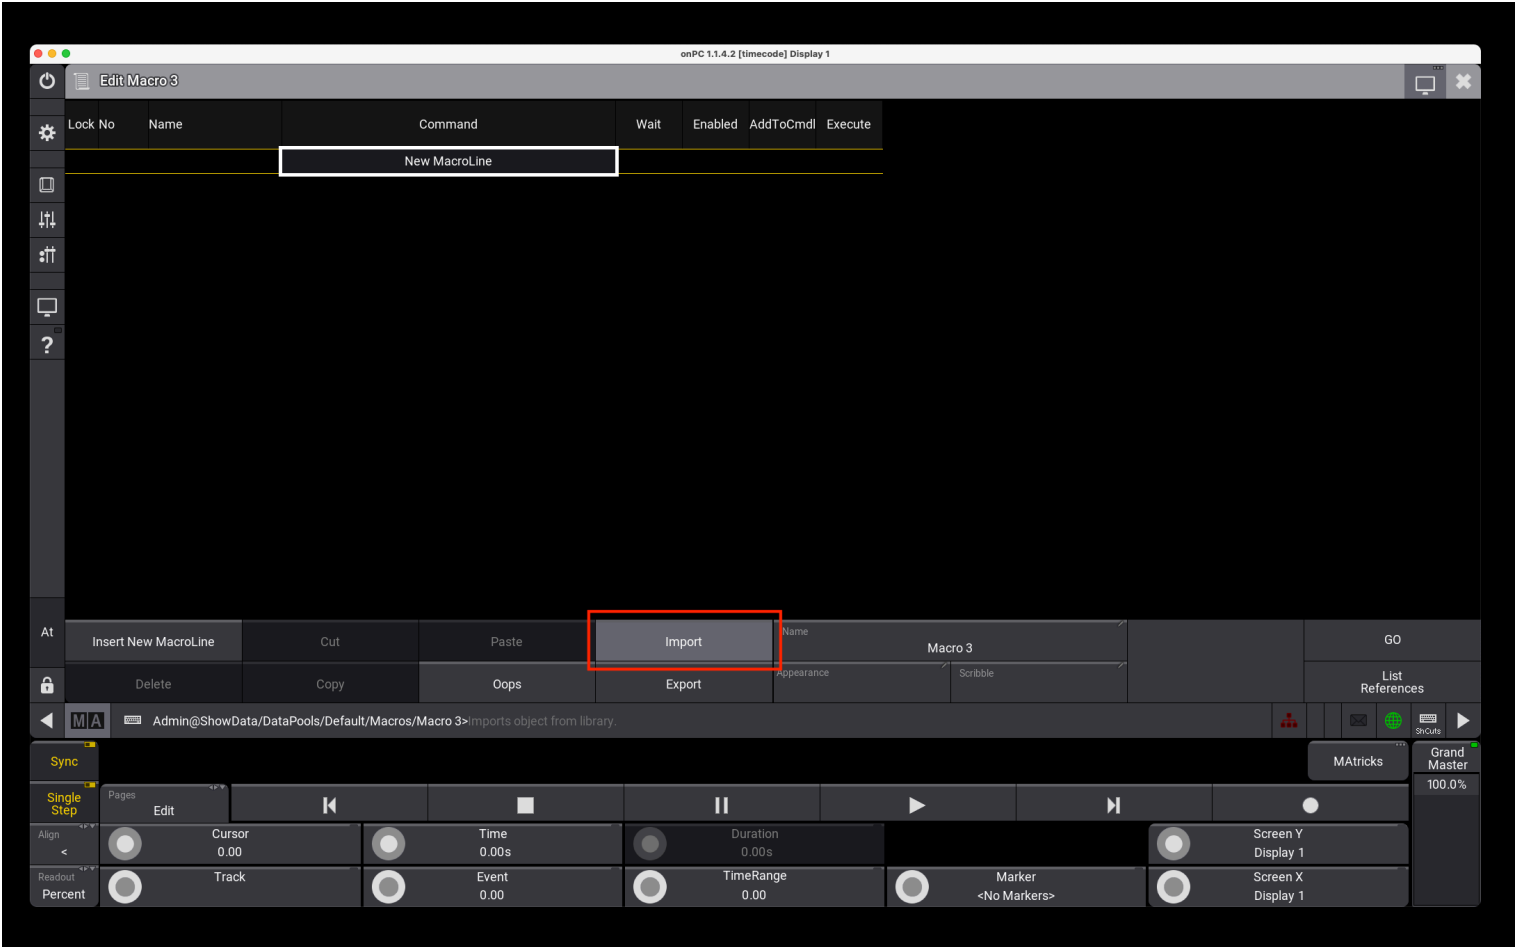 onPC 1.1.4.2 [timecode] Display 1
Edit Macro 3
Lock No Name Command Wait Enabled AddToCmdl Execute
New MacroLine
At
Insert New MacroLine Cut Paste Import Name Macro 3 GO
Delete Copy Oops Export Appearance Scribble List References
MA Admin@ShowData/DataPools/Default/Macros/Macro 3>Imports object from library. ShCuts
Sync MAtricks Grand Master
100.0%
Single Step Pages Edit
Align < Cursor 0.00 Time 0.00s Duration 0.00s Screen Y Display 1
Readout Percent Track Event 0.00 TimeRange 0.00 Marker <No Markers> Screen X Display 1